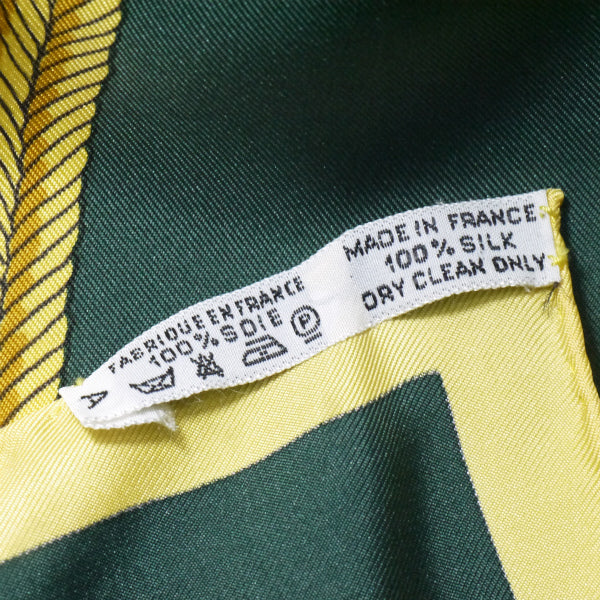 MADE IN FRANCE
100% SILK
DRY CLEAN ONLY
FABRIQUE EN FRANCE
100% SOIE
P
A